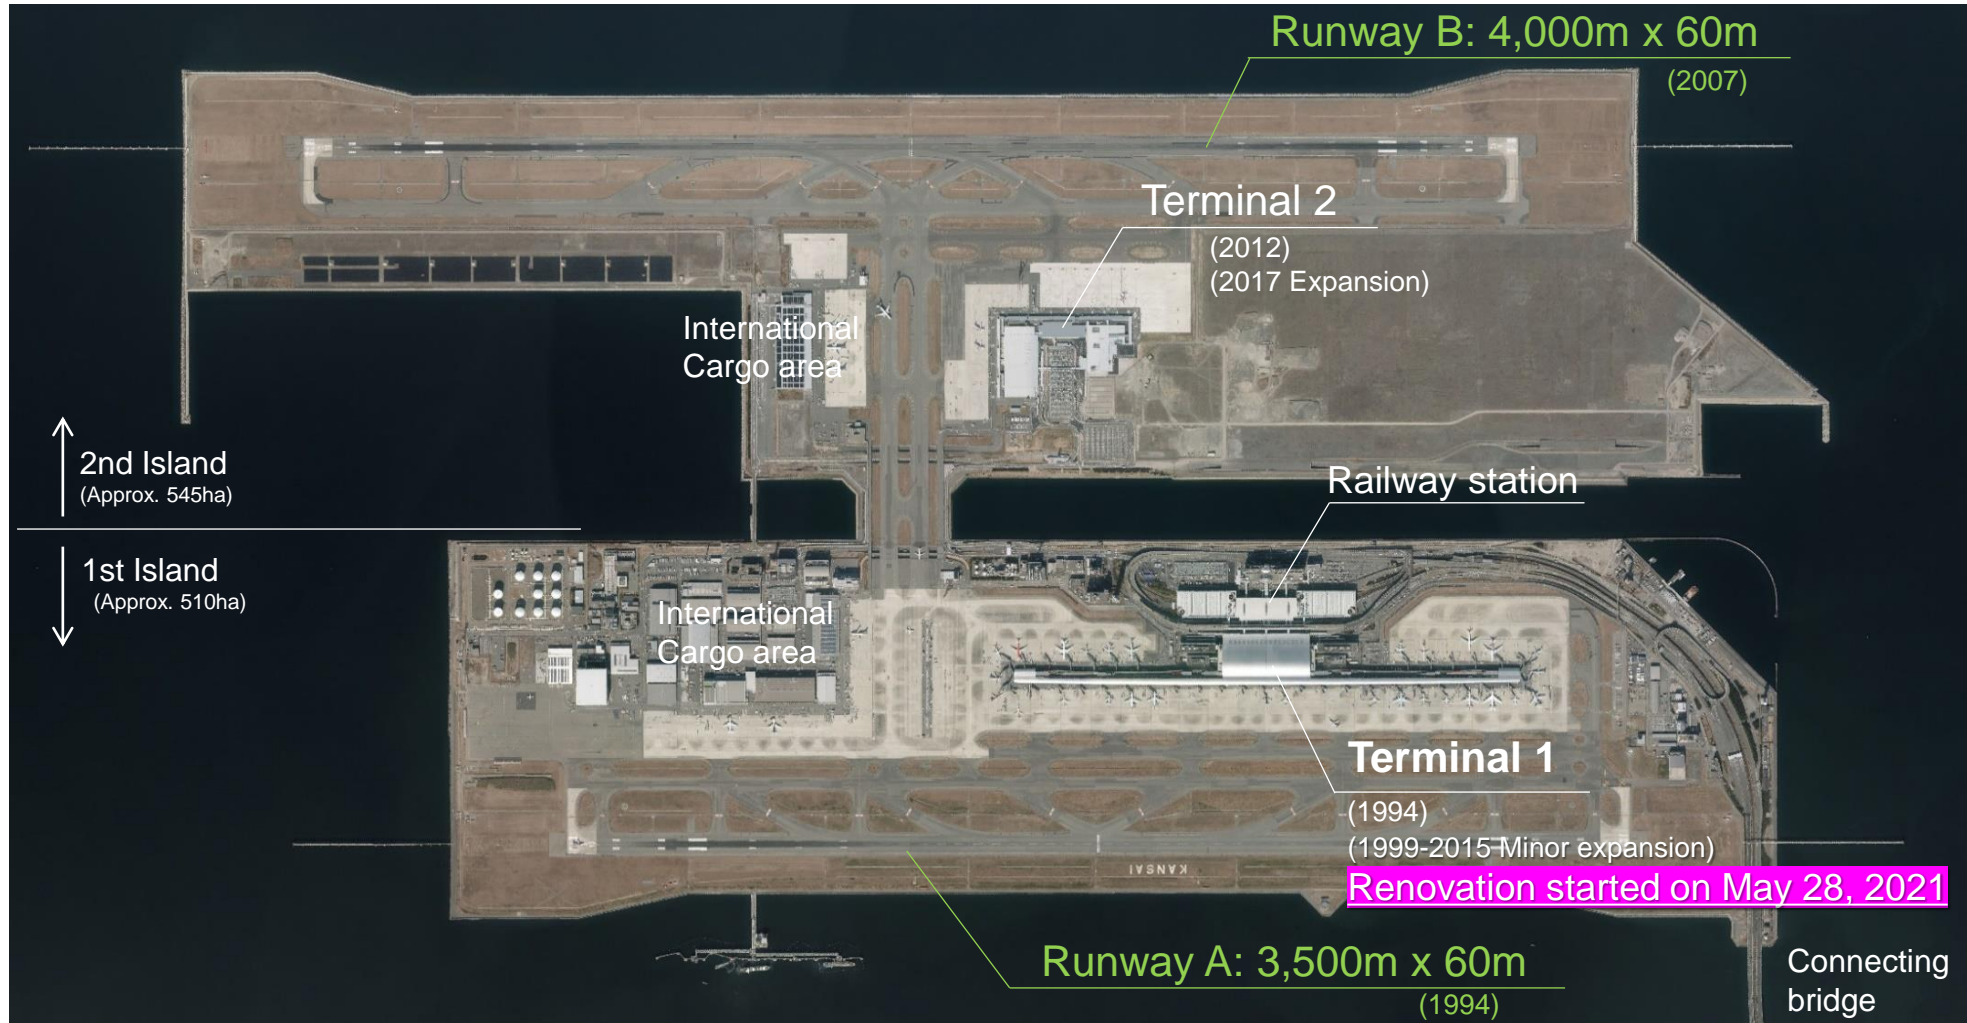 Runway B: 4,000m x 60m
(2007)
Terminal 2
(2012)
(2017 Expansion)
International
Cargo area
2nd Island
(Approx. 545ha)
Railway station
1st Island
(Approx. 510ha)
International
Cargo area
Terminal 1
(1994)
(1999-2015 Minor expansion)
KANSAI
Renovation started on May 28, 2021
Runway A: 3,500m x 60m
(1994)
Connecting
bridge